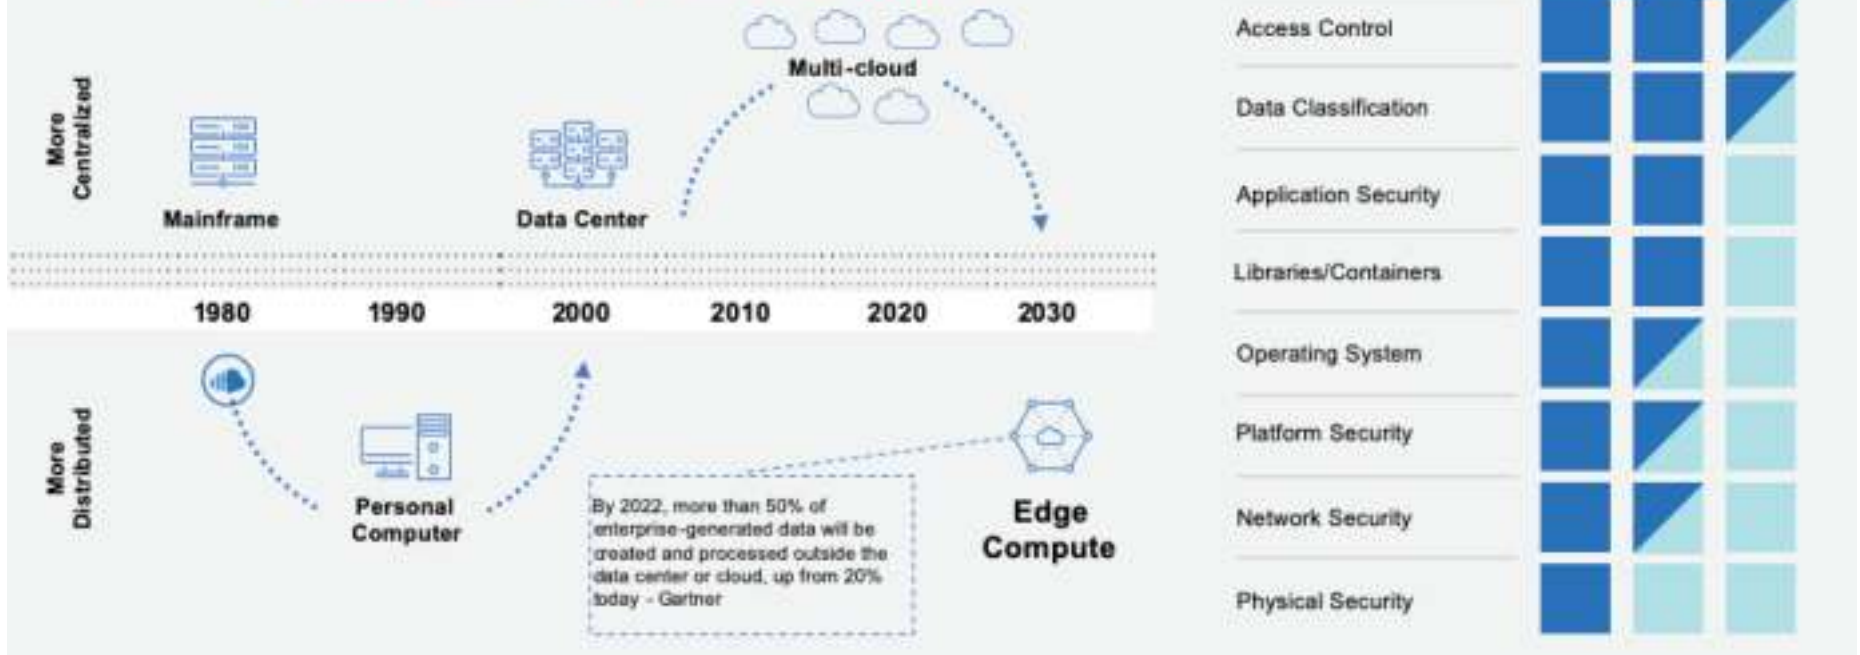 Multi-cloud
More
Centralized
Mainframe
Data Center
1980
1990
2000
2010
2020
2030
More
Distributed
Personal
Computer
By 2022, more than 50% of
enterprise-generated data will be
created and processed outside the
data center or cloud, up from 20%
today - Gartner
Edge
Compute
Access Control
Data Classification
Application Security
Libraries/Containers
Operating System
Platform Security
Network Security
Physical Security